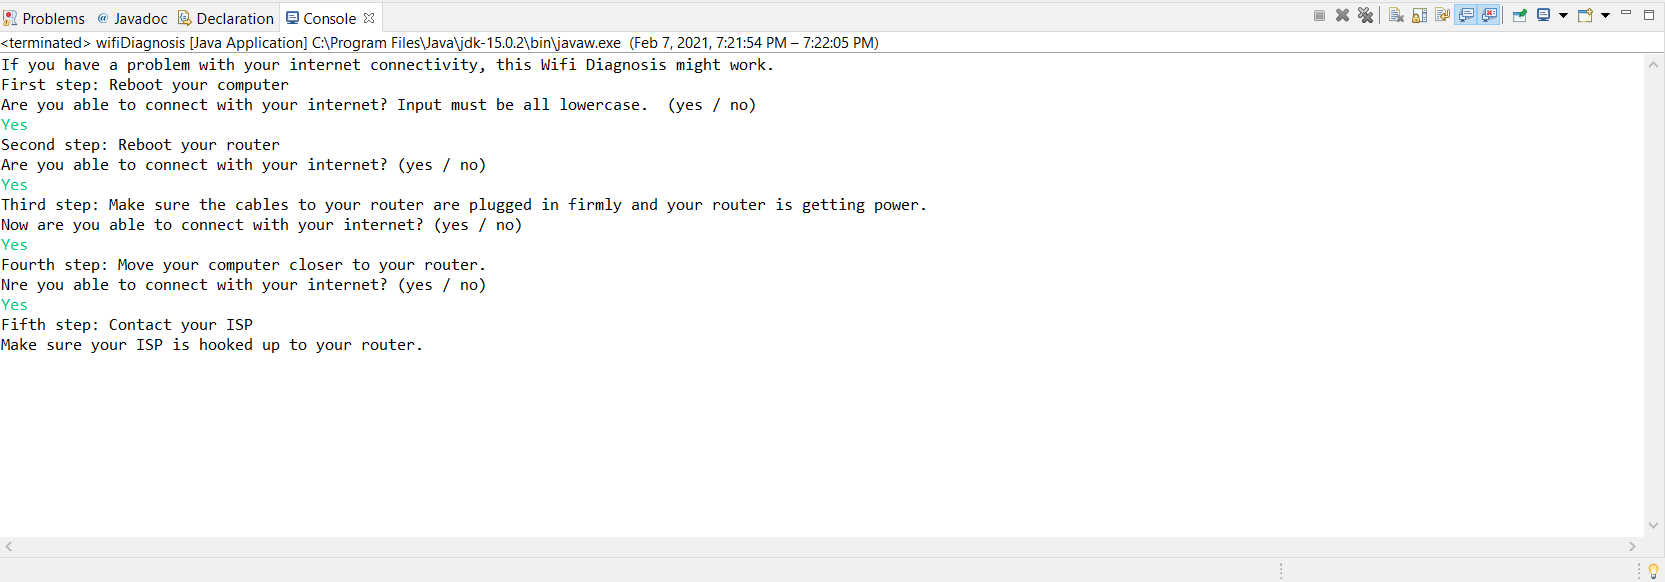 Problems @ Javadoc Declaration Console
<terminated> wifiDiagnosis [Java Application] C:\Program Files\Java\jdk-15.0.2\bin\javaw.exe (Feb 7, 2021, 7:21:54 PM – 7:22:05 PM)
If you have a problem with your internet connectivity, this Wifi Diagnosis might work.
First step: Reboot your computer
Are you able to connect with your internet? Input must be all lowercase.  (yes / no)
Yes
Second step: Reboot your router
Are you able to connect with your internet? (yes / no)
Yes
Third step: Make sure the cables to your router are plugged in firmly and your router is getting power.
Now are you able to connect with your internet? (yes / no)
Yes
Fourth step: Move your computer closer to your router.
Nre you able to connect with your internet? (yes / no)
Yes
Fifth step: Contact your ISP
Make sure your ISP is hooked up to your router.